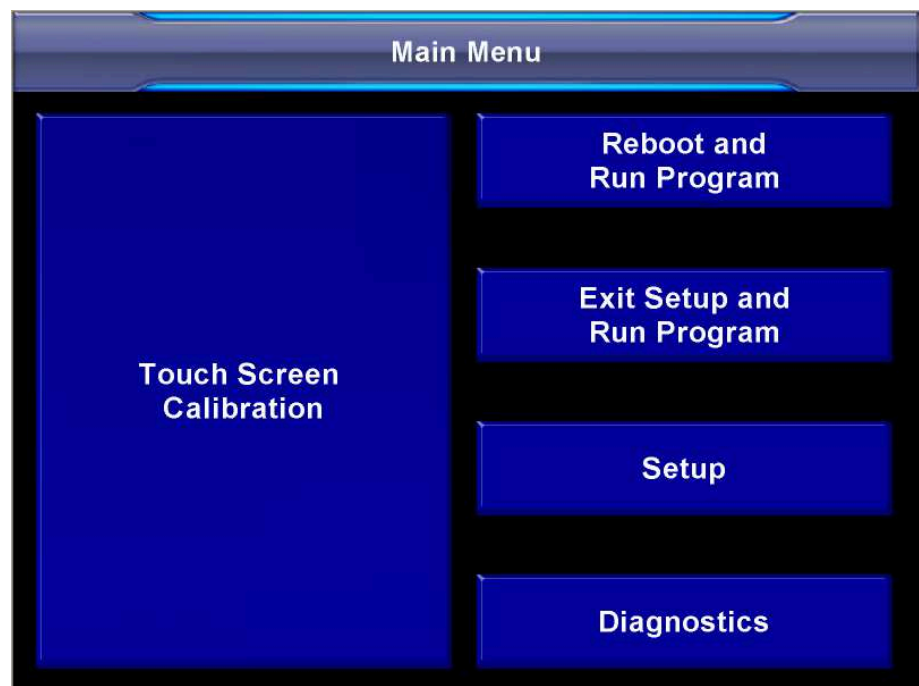 Main Menu
Touch Screen
Calibration
Reboot and
Run Program
Exit Setup and
Run Program
Setup
Diagnostics